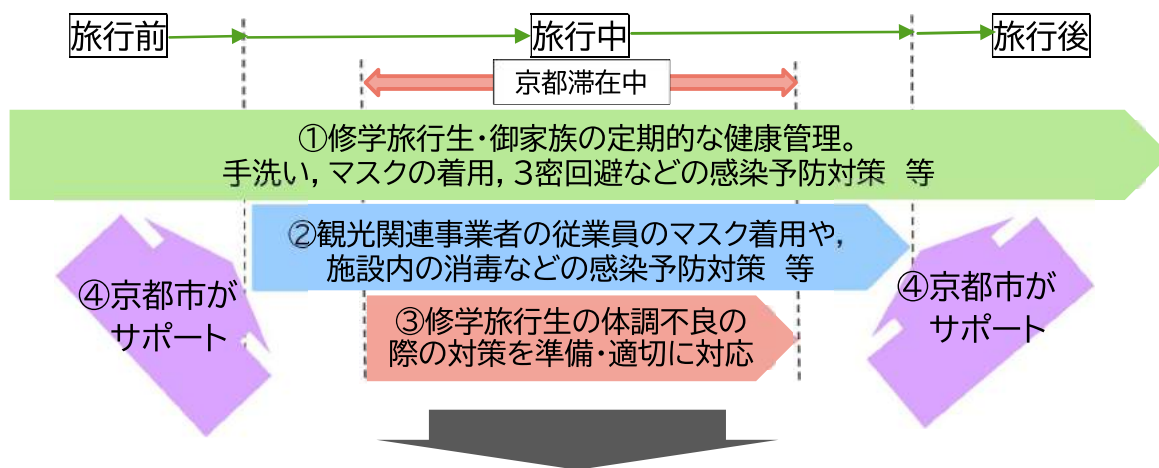 旅行前
旅行中
旅行後
京都滞在中
①修学旅行生・御家族の定期的な健康管理。
手洗い，マスクの着用，３密回避などの感染予防対策　等
②観光関連事業者の従業員のマスク着用や，
施設内の消毒などの感染予防対策　等
③修学旅行生の体調不良の
際の対策を準備・適切に対応
④京都市が
サポート
④京都市が
サポート